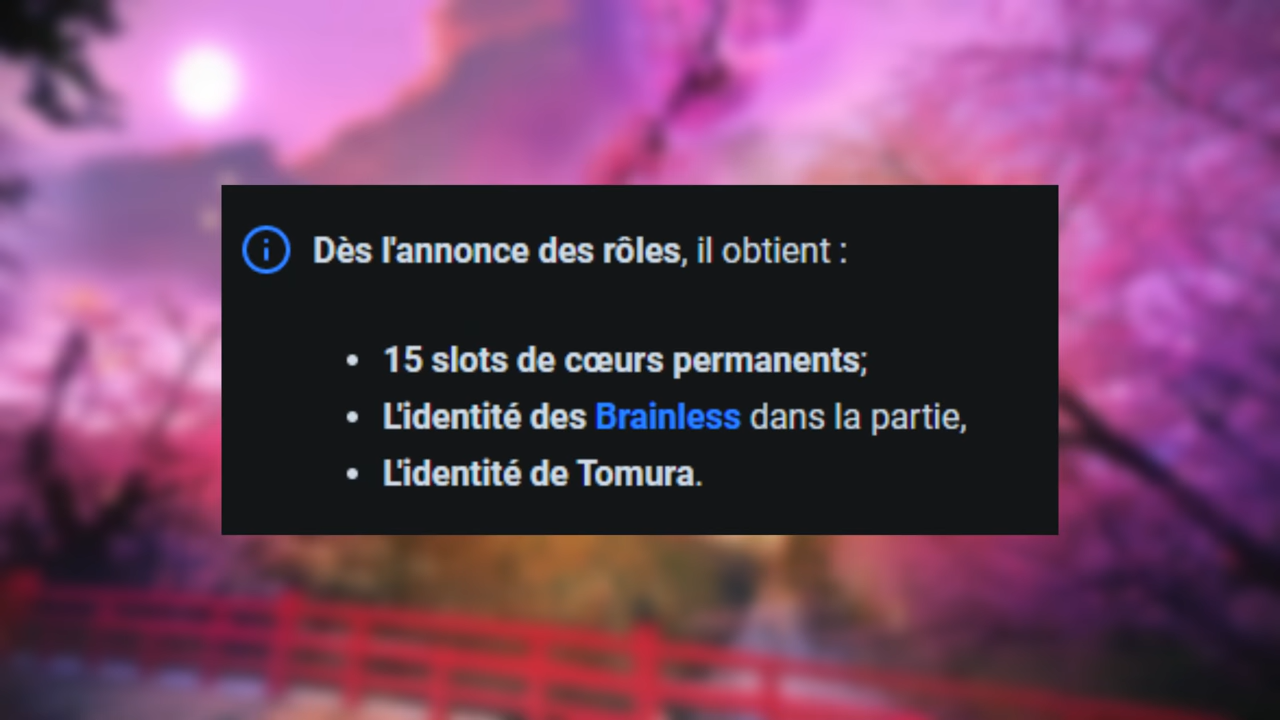 Dès l'annonce des rôles, il obtient :
• 15 slots de cœurs permanents;
• L'identité des Brainless dans la partie,
• L'identité de Tomura.